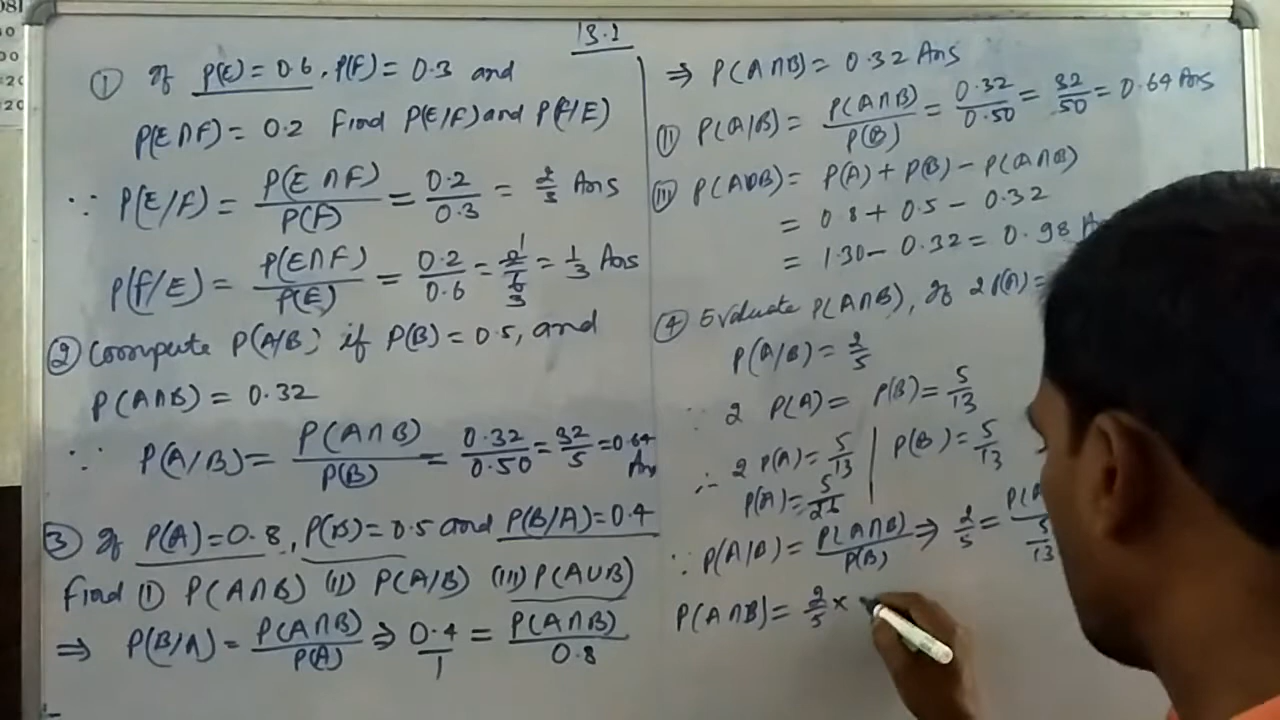 13.1
① If P(E) = 0.6, P(F) = 0.3 and
P(E∩F) = 0.2 Find P(E/F) and P(F/E)
∵ P(E/F) = P(E∩F)/P(F) = 0.2/0.3 = 2/3 Ans
P(F/E) = P(E∩F)/P(E) = 0.2/0.6 = 2/6 = 1/3 Ans
② Compute P(A/B); if P(B) = 0.5, and
P(A∩B) = 0.32
∵ P(A/B) = P(A∩B)/P(B) = 0.32/0.50 = 32/5 = 0.64 Ans
③ If P(A) = 0.8, P(B) = 0.5 and P(B/A) = 0.4
Find (I) P(A∩B) (II) P(A/B) (III) P(A∪B)
⇒ P(B/A) = P(A∩B)/P(A) ⇒ 0.4/1 = P(A∩B)/0.8
⇒ P(A∩B) = 0.32 Ans
(II) P(A/B) = P(A∩B)/P(B) = 0.32/0.50 = 32/50 = 0.64 Ans
(III) P(A∪B) = P(A) + P(B) - P(A∩B)
= 0.8 + 0.5 - 0.32
= 1.30 - 0.32 = 0.98
④ Evaluate P(A∩B), If 2P(A) =
P(A/B) = 2/5
∵ 2 P(A) = P(B) = 5/13
∴ 2 P(A) = 5/13 | P(B) = 5/13
P(A) = 5/26
∵ P(A/B) = P(A∩B)/P(B) ⇒ 2/5 = P(A / 5/13
P(A∩B) = 2/5 ×